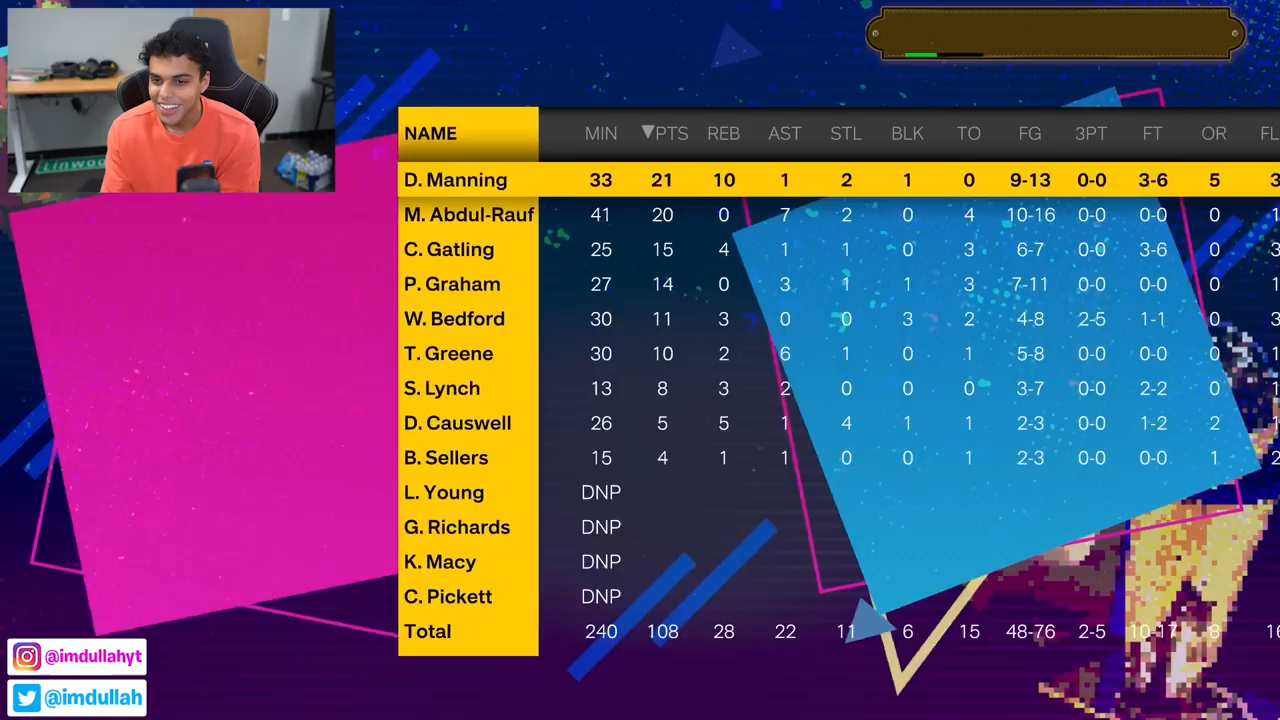 Linwood
NAME MIN ▼PTS REB AST STL BLK TO FG 3PT FT OR FL
D. Manning 33 21 10 1 2 1 0 9-13 0-0 3-6 5 3
M. Abdul-Rauf 41 20 0 7 2 0 4 10-16 0-0 0-0 0 1
C. Gatling 25 15 4 1 1 0 3 6-7 0-0 3-6 0 3
P. Graham 27 14 0 3 1 1 3 7-11 0-0 0-0 0 1
W. Bedford 30 11 3 0 0 3 2 4-8 2-5 1-1 0 3
T. Greene 30 10 2 6 1 0 1 5-8 0-0 0-0 0 1
S. Lynch 13 8 3 2 0 0 0 3-7 0-0 2-2 0 1
D. Causwell 26 5 5 1 4 1 1 2-3 0-0 1-2 2 1
B. Sellers 15 4 1 1 0 0 1 2-3 0-0 0-0 1 2
L. Young DNP
G. Richards DNP
K. Macy DNP
C. Pickett DNP
Total 240 108 28 22 11 6 15 48-76 2-5 10-17 8 16
@imdullahyt
@imdullah